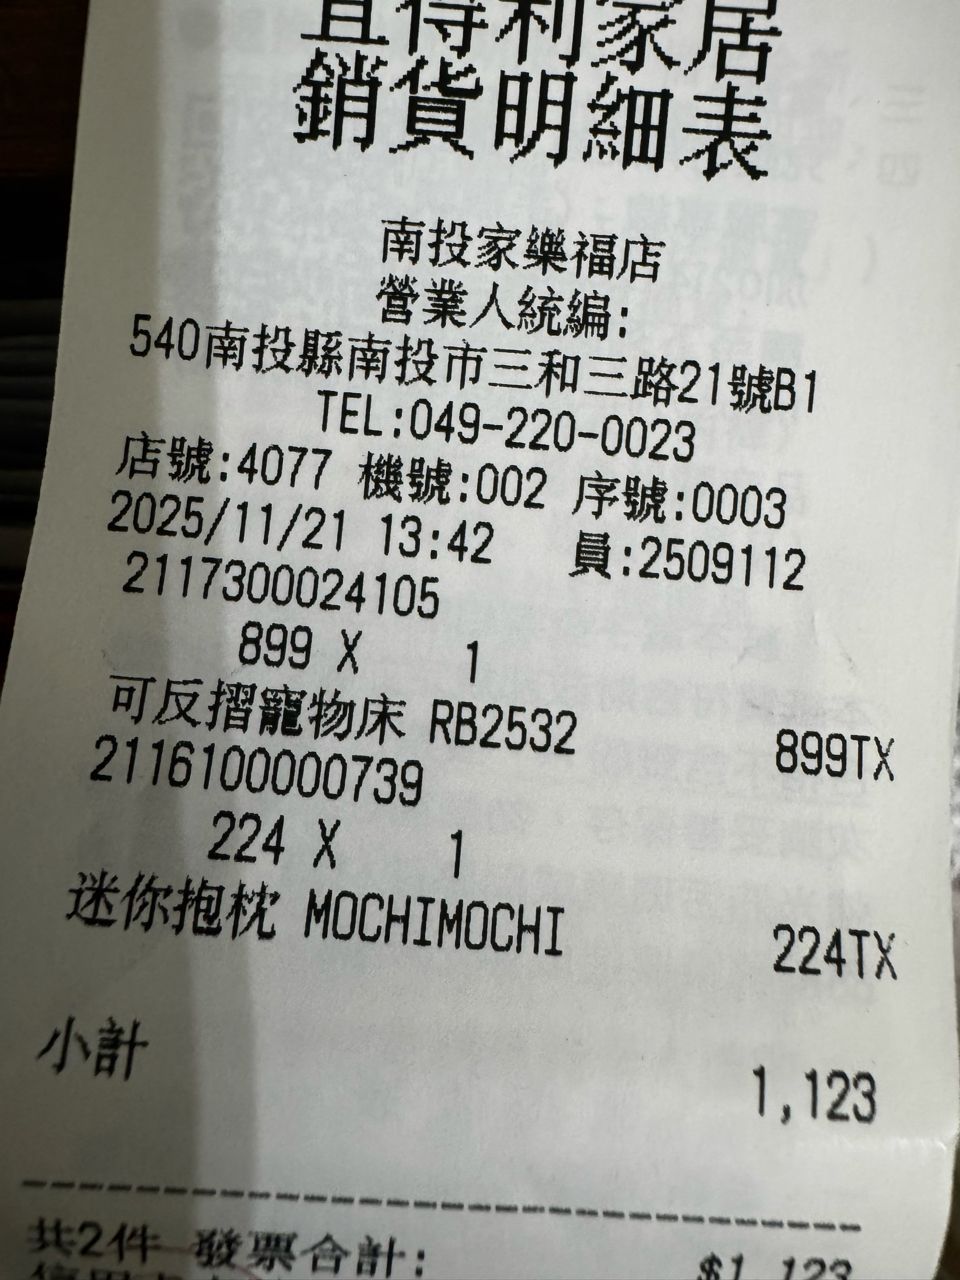 宜得利家居
銷貨明細表
南投家樂福店
營業人統編:
540南投縣南投市三和三路21號B1
TEL:049-220-0023
店號:4077 機號:002 序號:0003
2025/11/21 13:42 員:2509112
2117300024105
899 X 1
可反摺寵物床 RB2532 899TX
2116100000739
224 X 1
迷你抱枕 MOCHIMOCHI 224TX
小計 1,123
共2件 發票合計: $1,123